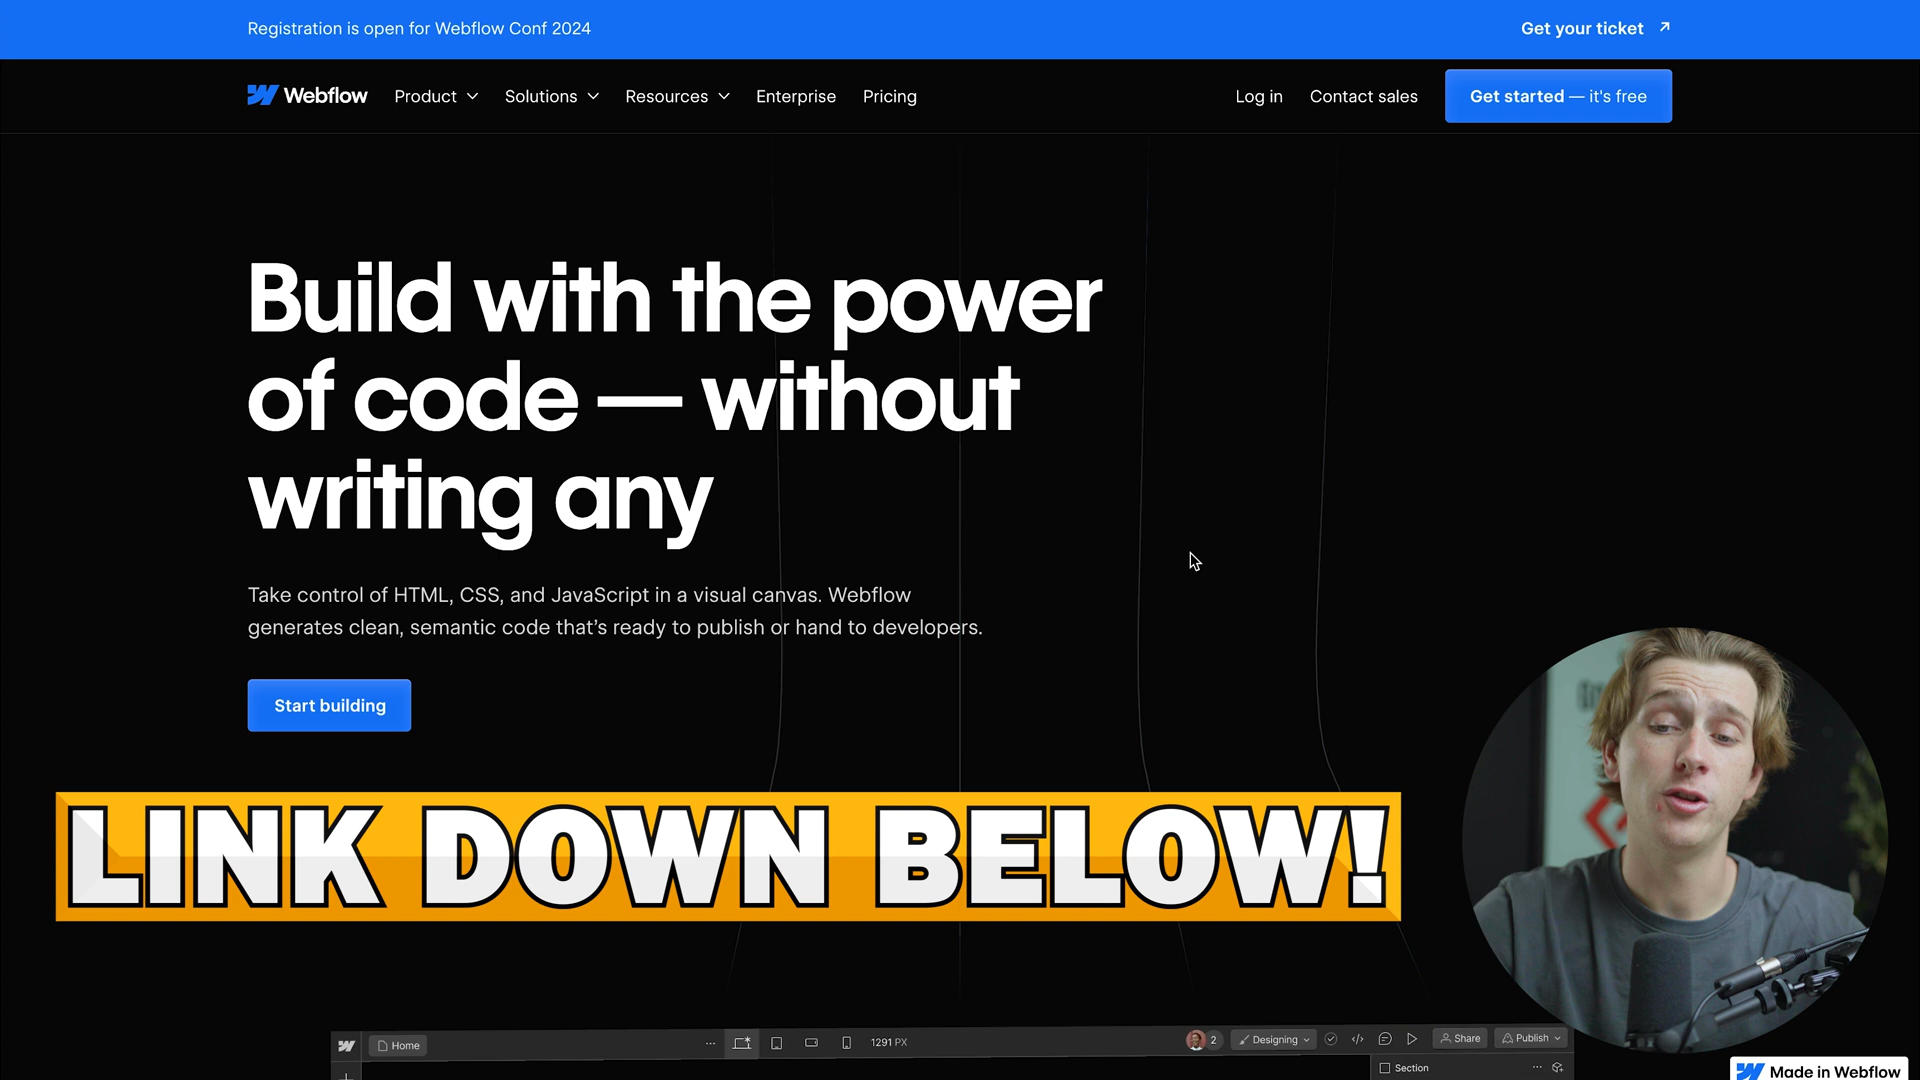 Registration is open for Webflow Conf 2024
Get your ticket
Webflow
Product
Solutions
Resources
Enterprise
Pricing
Log in
Contact sales
Get started — it's free
Build with the power
of code — without
writing any
Take control of HTML, CSS, and JavaScript in a visual canvas. Webflow
generates clean, semantic code that's ready to publish or hand to developers.
Start building
LINK DOWN BELOW!
Home
1291 PX
2
Designing
Share
Publish
Section
Made in Webflow